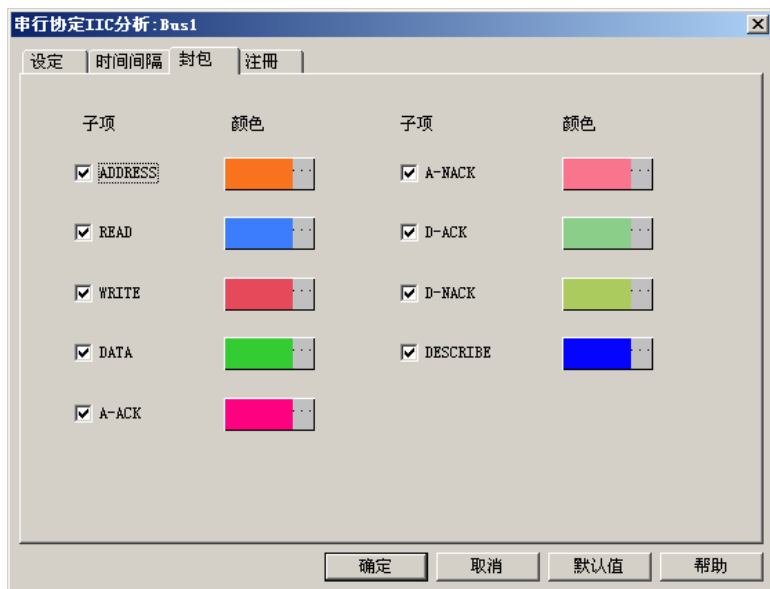 串行协定IIC分析:Bus1
设定 时间间隔 封包 注册
子项 颜色 子项 颜色
ADDRESS ... A-NACK ...
READ ... D-ACK ...
WRITE ... D-NACK ...
DATA ... DESCRIBE ...
A-ACK ...
确定 取消 默认值 帮助